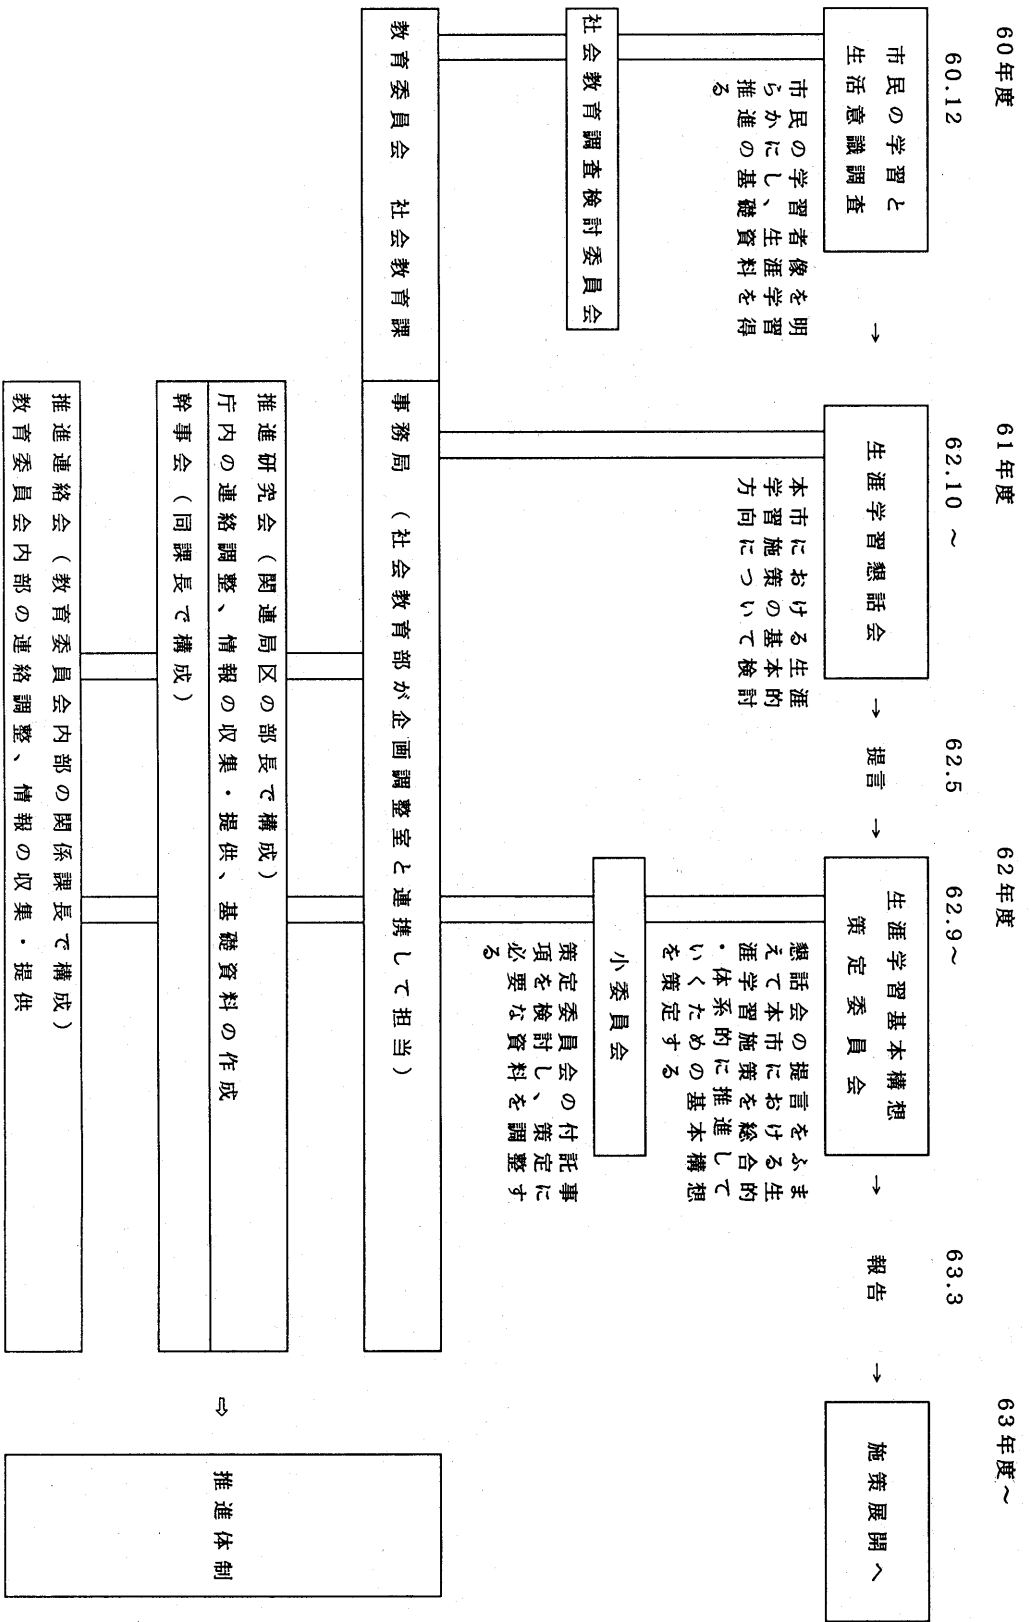 60年度
61年度
62年度
63年度～
60.12
62.10 ～
62.5
62.9～
63.3
市民の学習と
生活意識調査
→
生涯学習懇話会
→
提言
→
生涯学習基本構想
策定委員会
→
報告
→
施策展開へ
市民の学習者像を明
らかにし、生涯学習
推進の基礎資料を得
る
本市における生涯
学習施策の基本的
方向について検討
懇話会の提言をふま
えて本市における生
涯学習施策を総合的
・体系的に推進して
いくための基本構想
を策定する
社会教育調査検討委員会
小委員会
策定委員会の付託事
項を検討し、策定に
必要な資料を調整す
る
教育委員会 社会教育課
事務局 （社会教育部が企画調整室と連携して担当）
推進研究会（関連局区の部長で構成）
庁内の連絡調整、情報の収集・提供、基礎資料の作成
幹事会（同課長で構成）
推進連絡会（教育委員会内部の関係課長で構成）
教育委員会内部の連絡調整、情報の収集・提供
⇨
推進体制